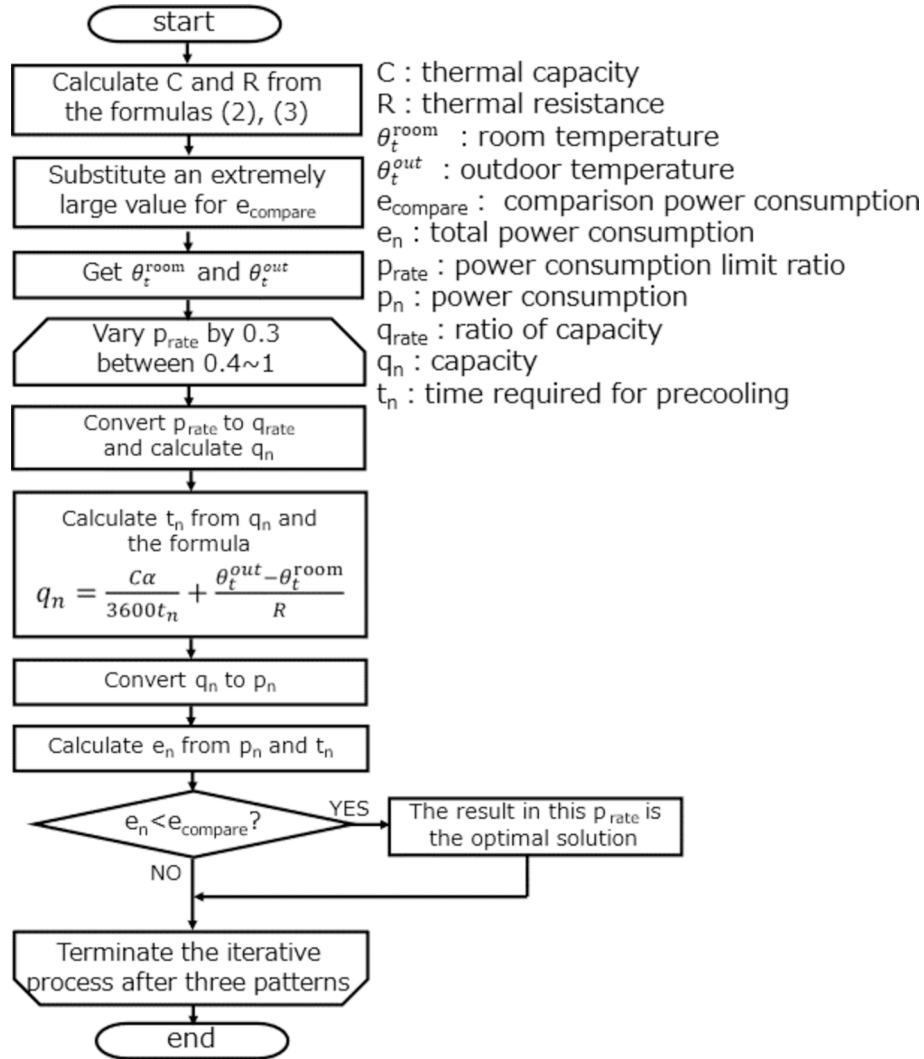 start
Calculate C and R from
the formulas (2), (3)
Substitute an extremely
large value for e_compare
Get θ_t^room and θ_t^out
Vary p_rate by 0.3
between 0.4~1
Convert p_rate to q_rate
and calculate q_n
Calculate t_n from q_n and
the formula
q_n = Cα/3600t_n + θ_t^out−θ_t^room/R
Convert q_n to p_n
Calculate e_n from p_n and t_n
e_n<e_compare?
YES
The result in this p_rate is
the optimal solution
NO
Terminate the iterative
process after three patterns
end
C : thermal capacity
R : thermal resistance
θ_t^room : room temperature
θ_t^out : outdoor temperature
e_compare : comparison power consumption
e_n : total power consumption
p_rate : power consumption limit ratio
p_n : power consumption
q_rate : ratio of capacity
q_n : capacity
t_n : time required for precooling